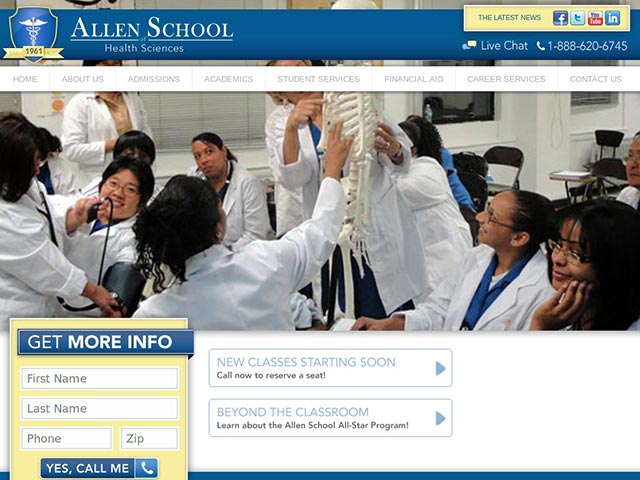 THE LATEST NEWS
You Tube
1961
ALLEN SCHOOL
of
Health Sciences
Live Chat
1-888-620-6745
HOME ABOUT US ADMISSIONS ACADEMICS STUDENT SERVICES FINANCIAL AID CAREER SERVICES CONTACT US
GET MORE INFO
First Name
Last Name
Phone Zip
YES, CALL ME
NEW CLASSES STARTING SOON
Call now to reserve a seat!
BEYOND THE CLASSROOM
Learn about the Allen School All-Star Program!